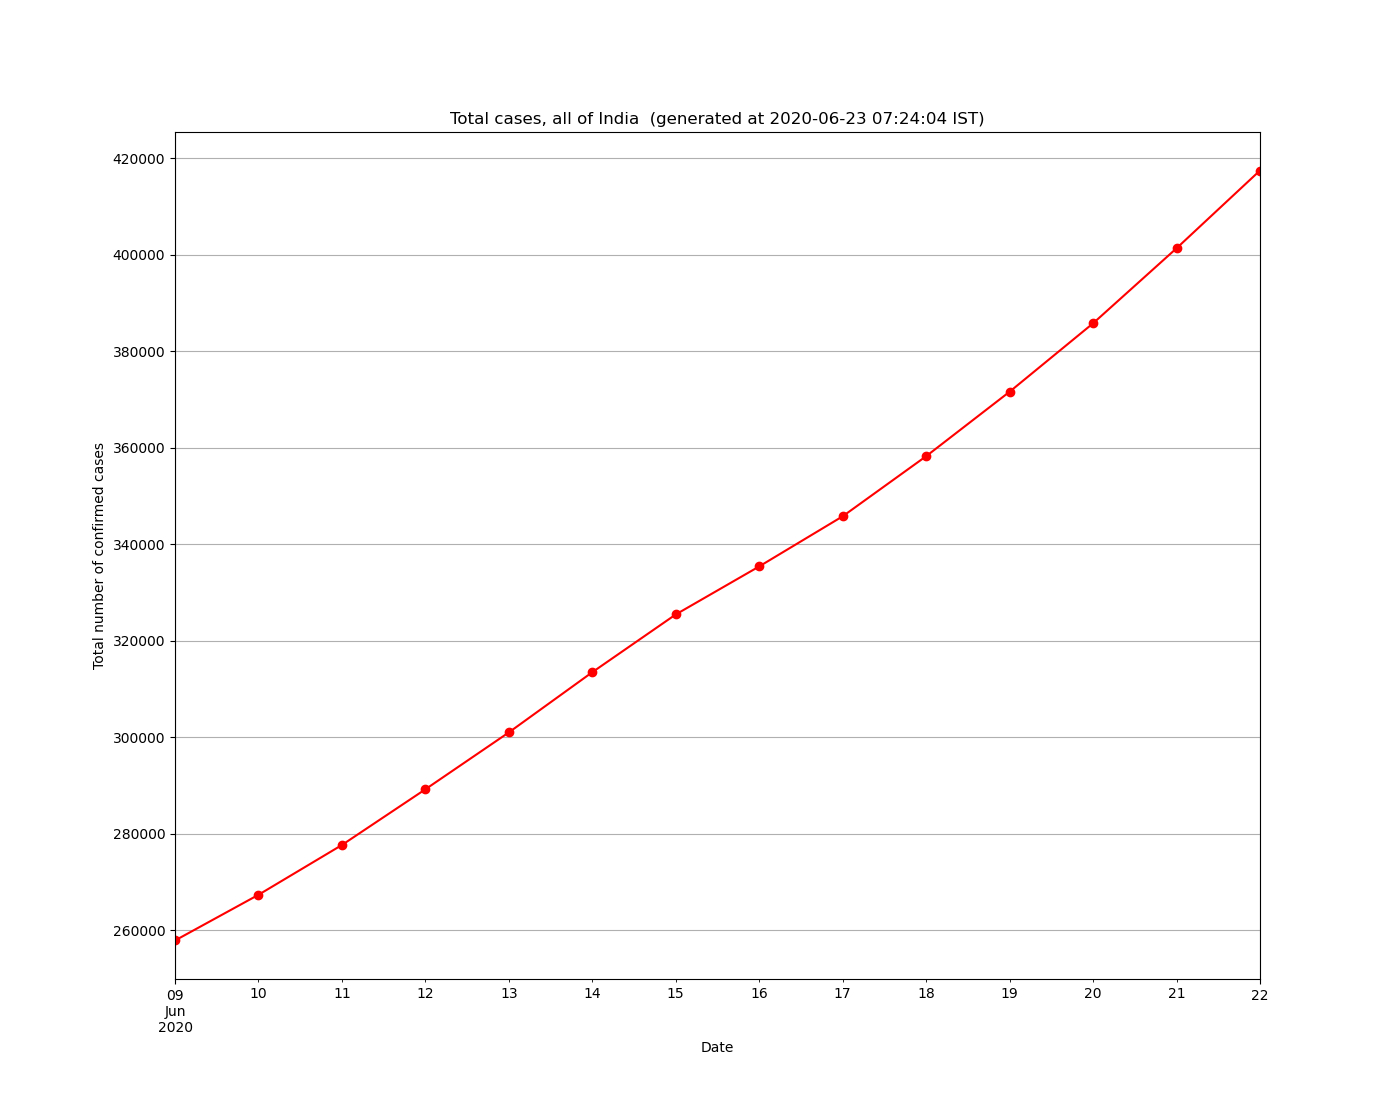 Total cases, all of India  (generated at 2020-06-23 07:24:04 IST)
420000
400000
380000
360000
340000
320000
300000
280000
260000
Total number of confirmed cases
09 10 11 12 13 14 15 16 17 18 19 20 21 22
Jun
2020
Date